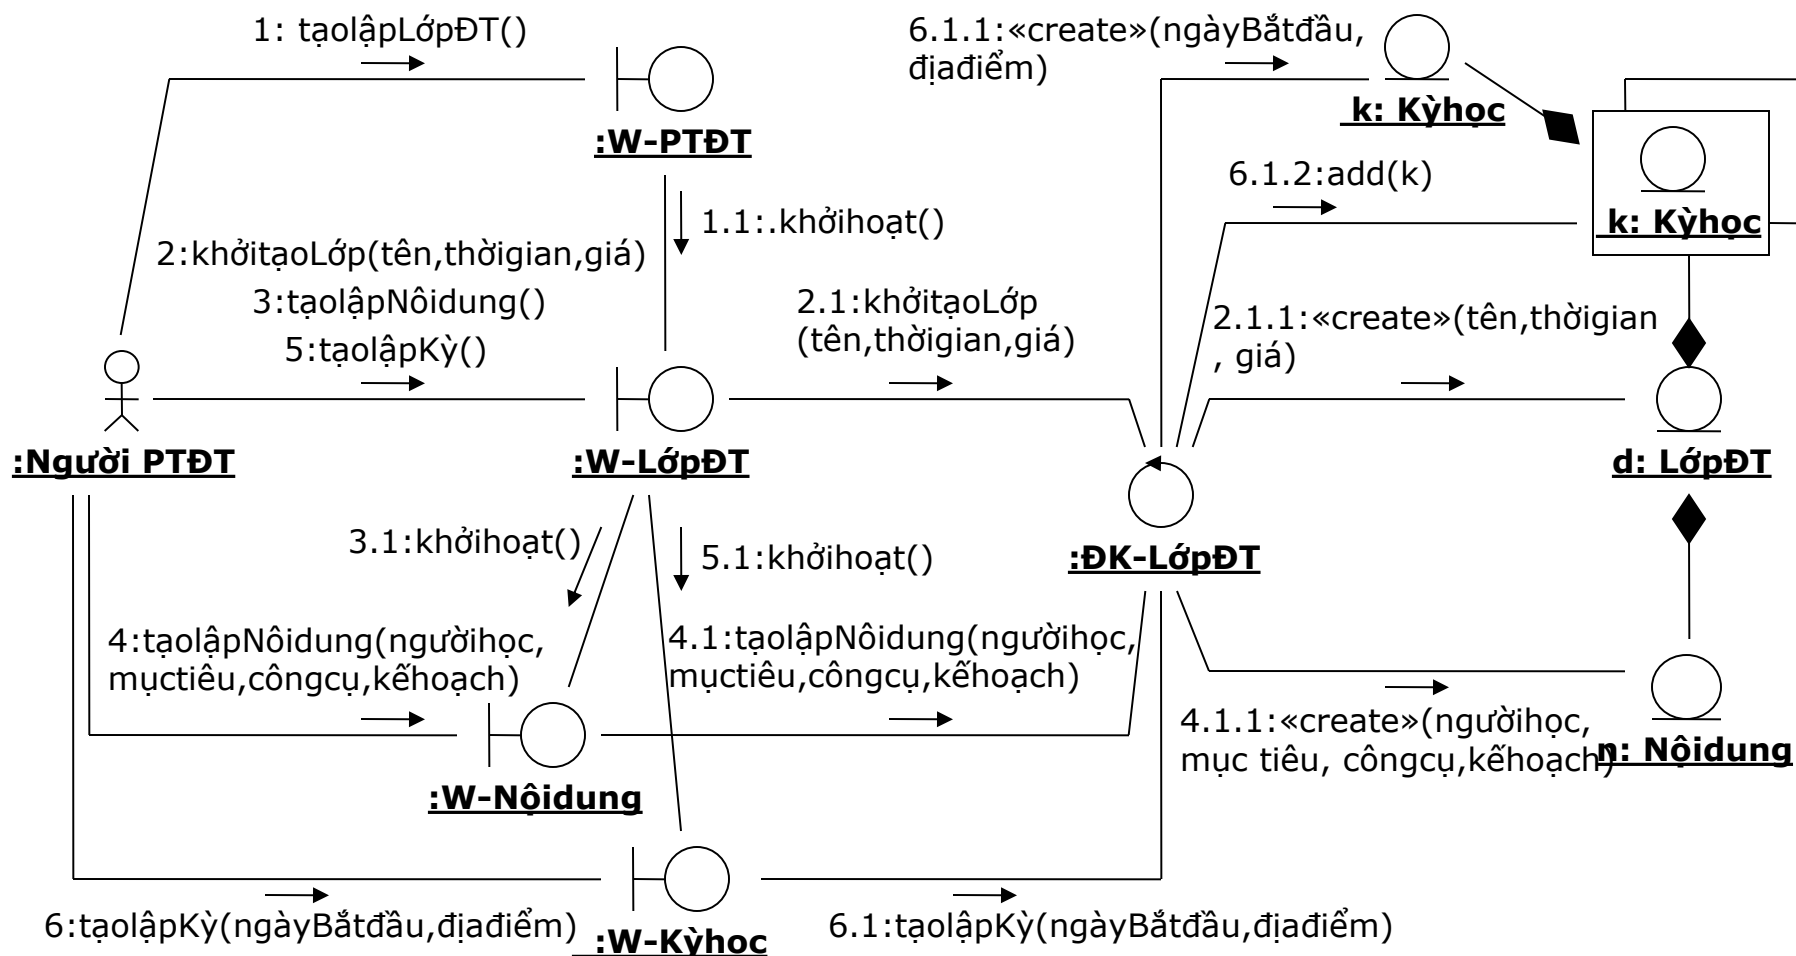 1: tạolậpLớpĐT()
6.1.1:«create»(ngàyBắtđầu,
địađiểm)
k: Kỳhọc
:W-PTĐT
6.1.2:add(k)
k: Kỳhọc
1.1:.khởihoạt()
2:khởitạoLớp(tên,thờigian,giá)
3:tạolậpNôidung()
5:tạolậpKỳ()
2.1:khởitạoLớp
(tên,thờigian,giá)
2.1.1:«create»(tên,thờigian
, giá)
:Người PTĐT
:W-LớpĐT
d: LớpĐT
3.1:khởihoạt()
5.1:khởihoạt()
:ĐK-LớpĐT
4:tạolậpNôidung(ngườihọc,
mụctiêu,côngcụ,kếhoạch)
4.1:tạolậpNôidung(ngườihọc,
mụctiêu,côngcụ,kếhoạch)
4.1.1:«create»(ngườihọc,
mục tiêu, côngcụ,kếhoạch)
n: Nộidung
:W-Nộidung
6:tạolậpKỳ(ngàyBắtđầu,địađiểm)
:W-Kỳhọc
6.1:tạolậpKỳ(ngàyBắtđầu,địađiểm)